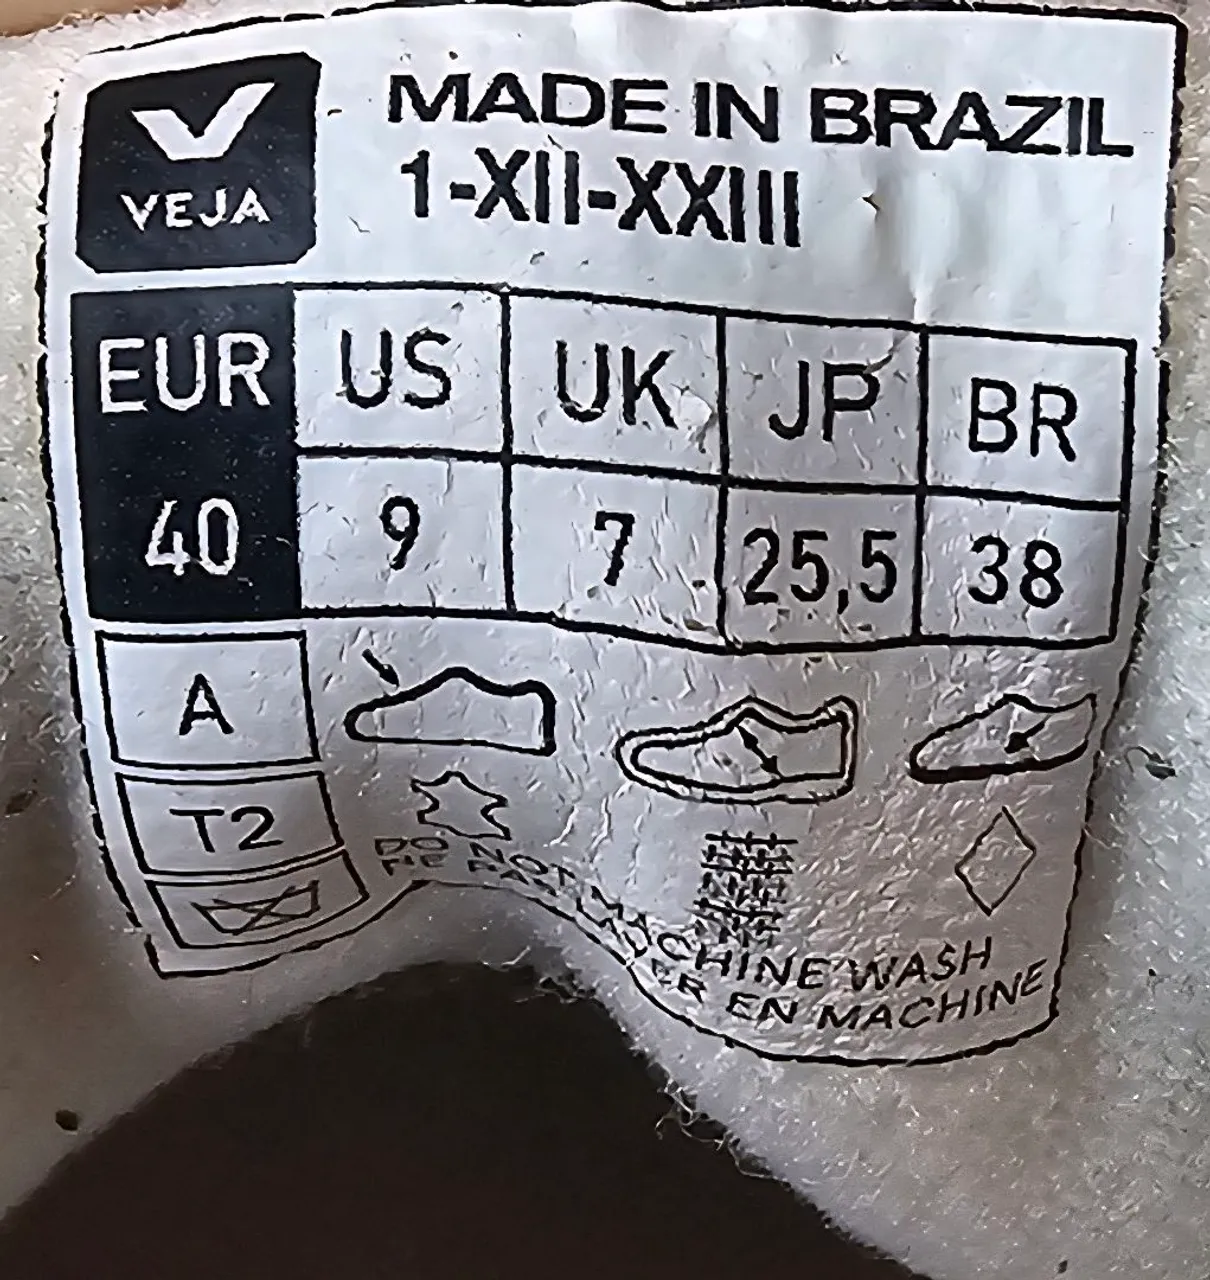 VEJA
MADE IN BRAZIL
1-XII-XXIII
EUR US UK JP BR
40 9 7 25,5 38
A
T2
DO NOT MACHINE WASH
NE PAS LAVER EN MACHINE